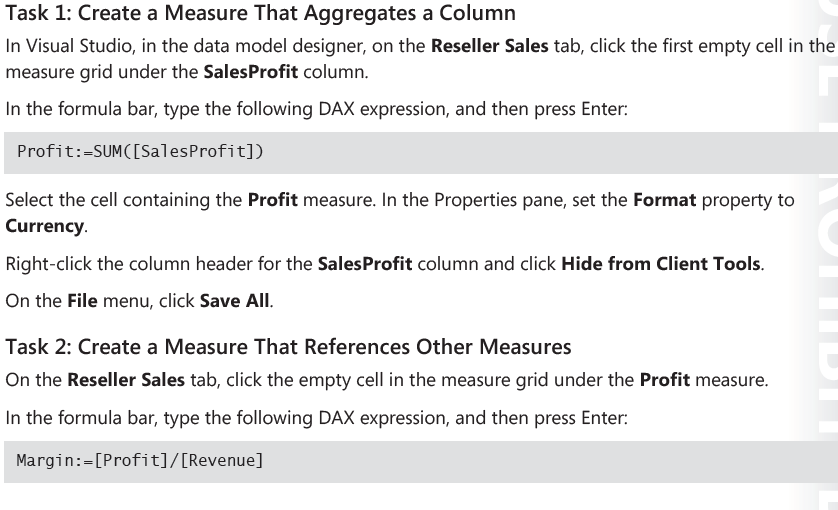 Task 1: Create a Measure That Aggregates a Column
In Visual Studio, in the data model designer, on the Reseller Sales tab, click the first empty cell in the
measure grid under the SalesProfit column.
In the formula bar, type the following DAX expression, and then press Enter:
Profit:=SUM([SalesProfit])
Select the cell containing the Profit measure. In the Properties pane, set the Format property to
Currency.
Right-click the column header for the SalesProfit column and click Hide from Client Tools.
On the File menu, click Save All.
Task 2: Create a Measure That References Other Measures
On the Reseller Sales tab, click the empty cell in the measure grid under the Profit measure.
In the formula bar, type the following DAX expression, and then press Enter:
Margin:=[Profit]/[Revenue]